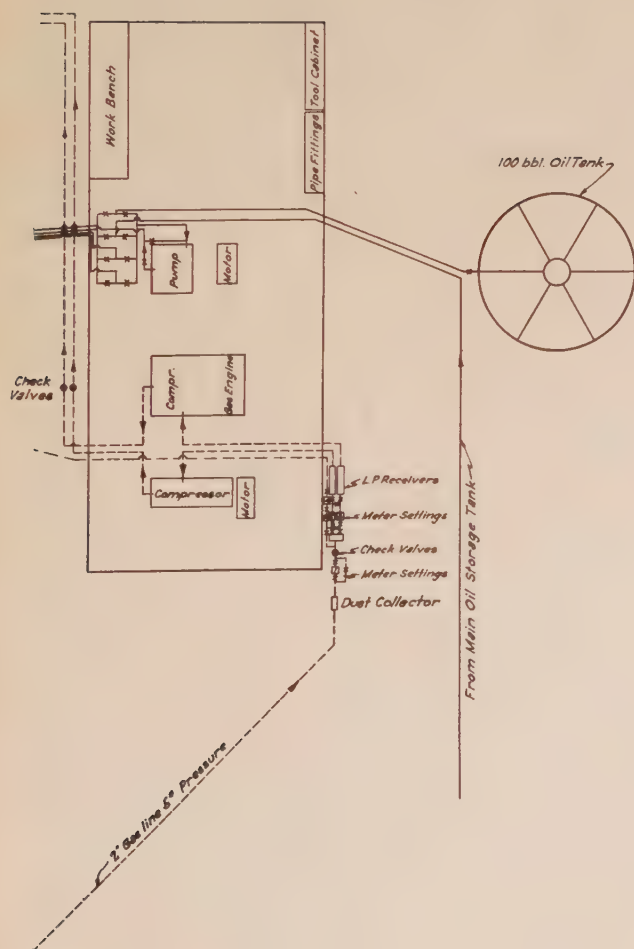 Work Bench
Tool Cabinet
Pipe Fittings
100 bbl. Oil Tank
Pump
Motor
Check
Valves
Compr.
Gas Engine
Compressor
Motor
L P Receivers
Meter Settings
Check Valves
Meter Settings
Dust Collector
From Main Oil Storage Tank
2" Gas line 5# Pressure